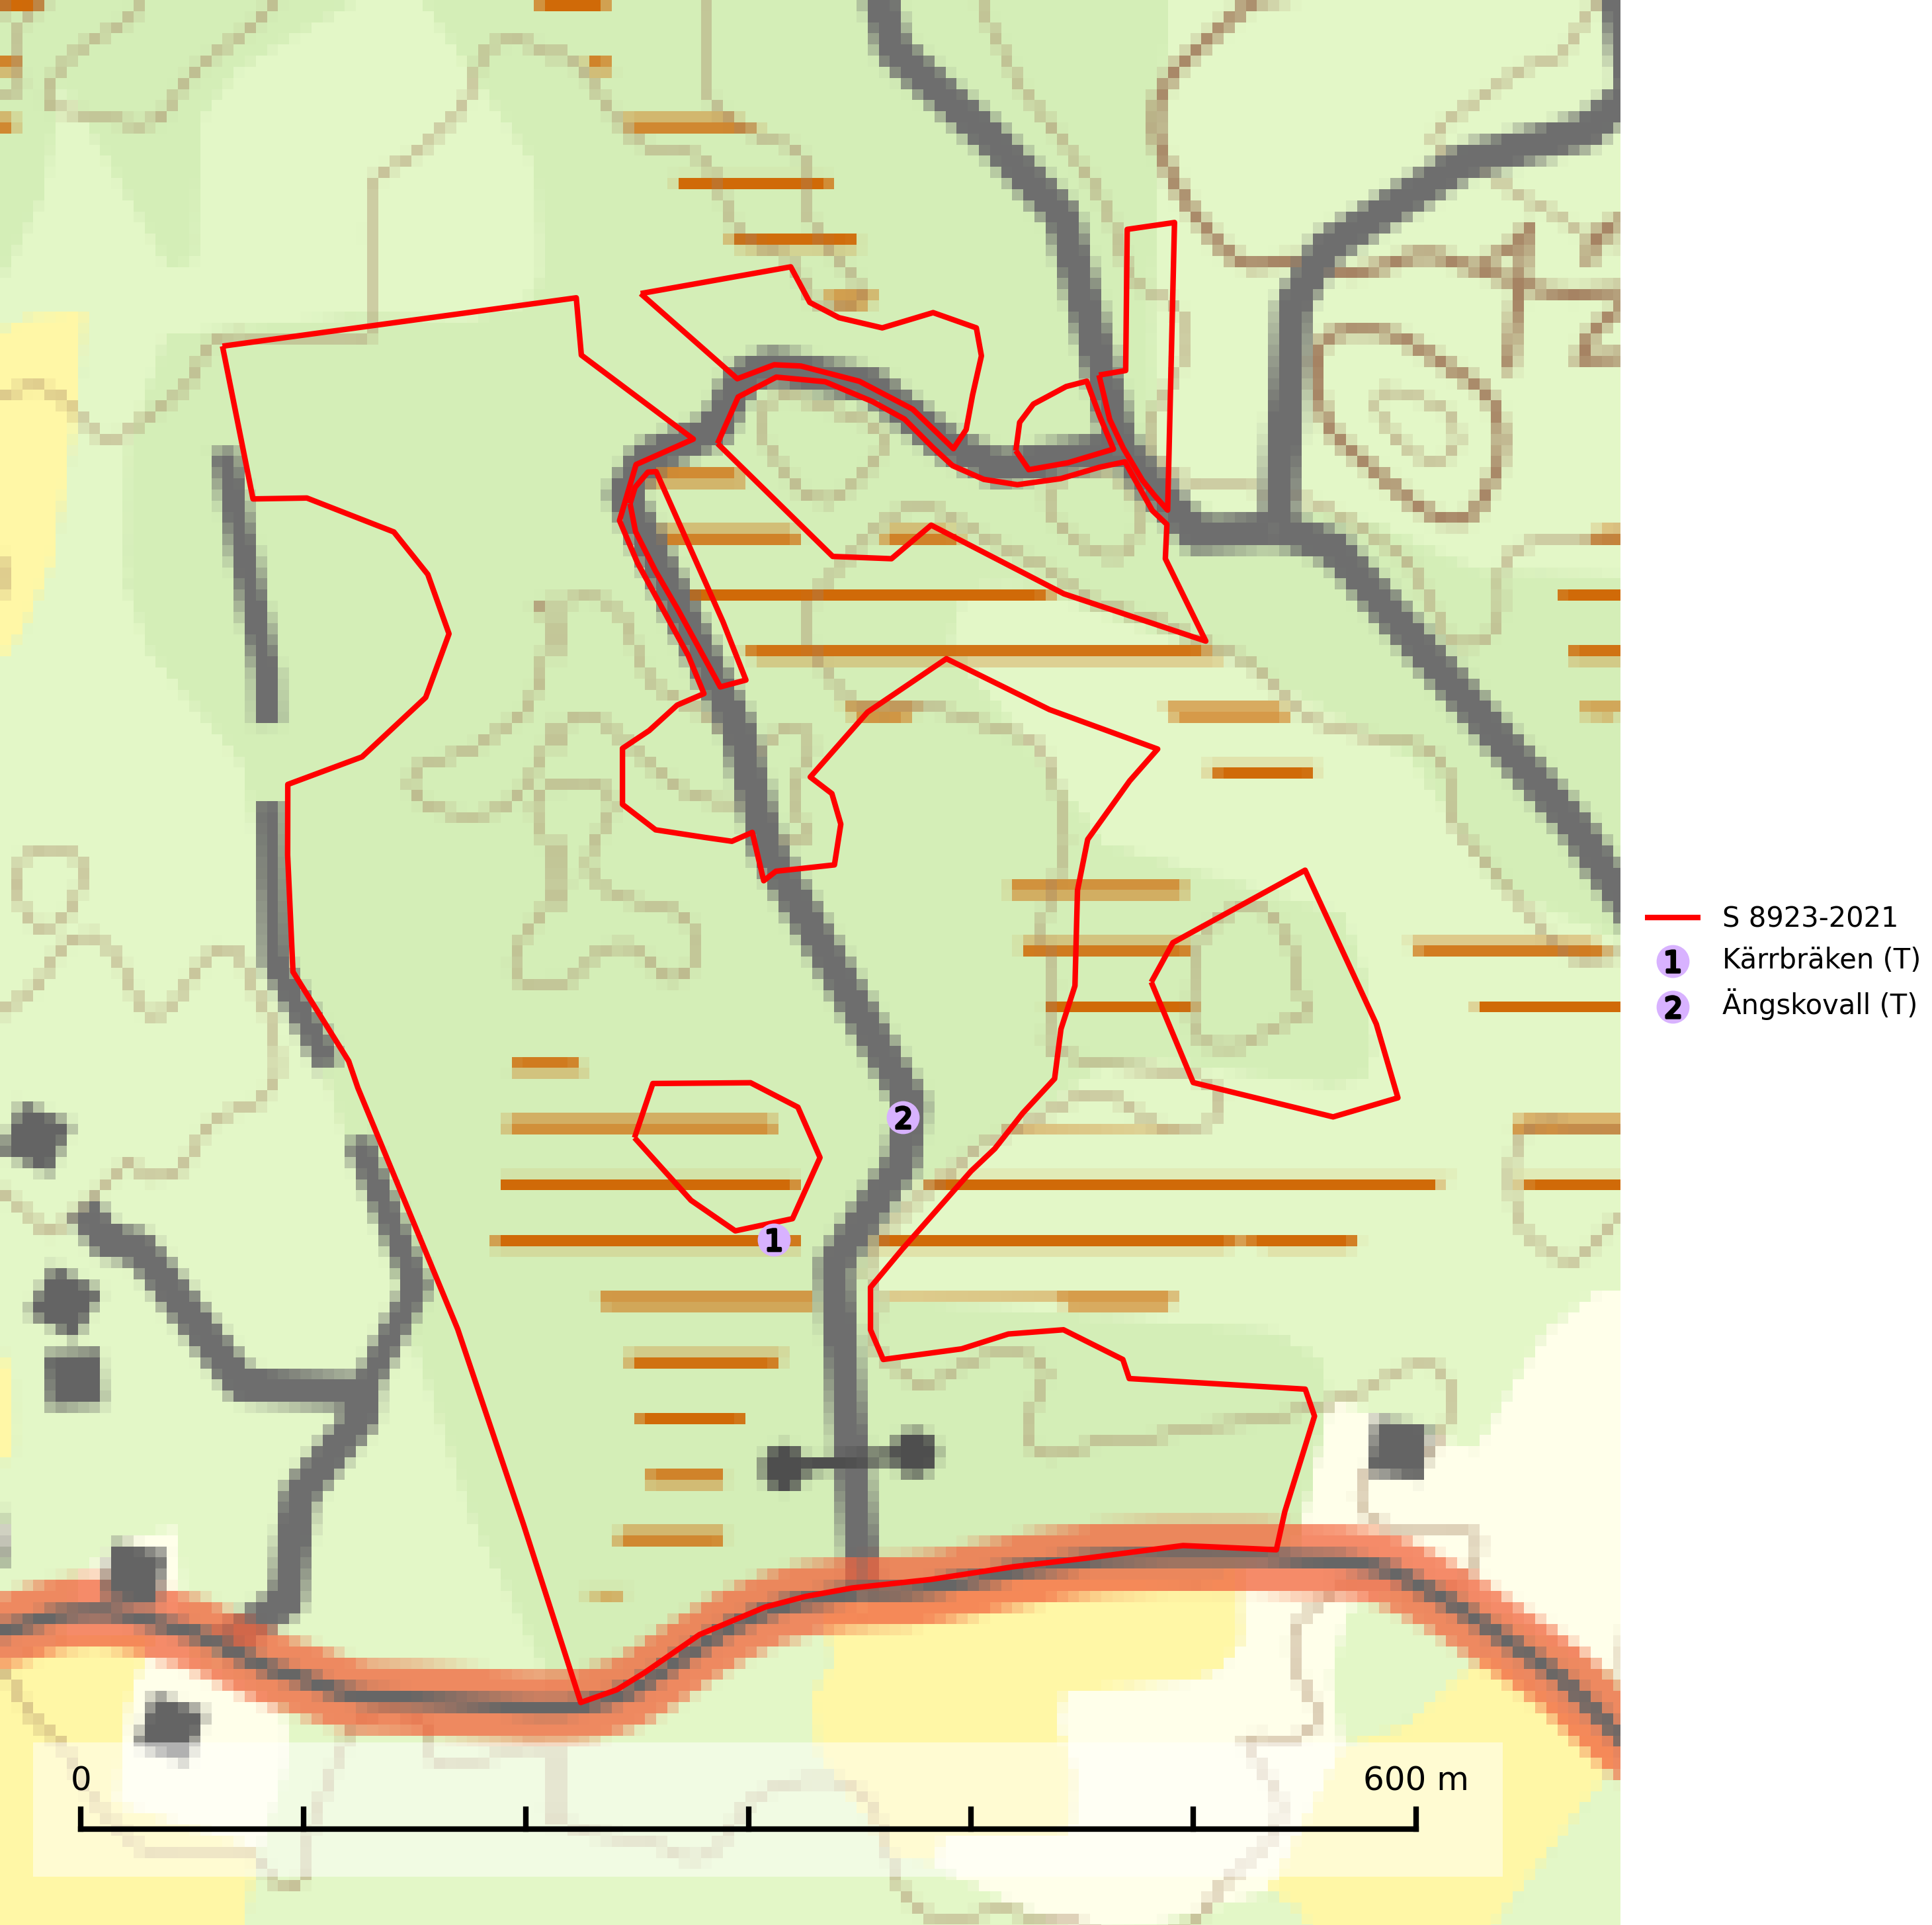 S 8923-2021
1 Kärrbräken (T)
2 Ängskovall (T)
2
1
0 600 m